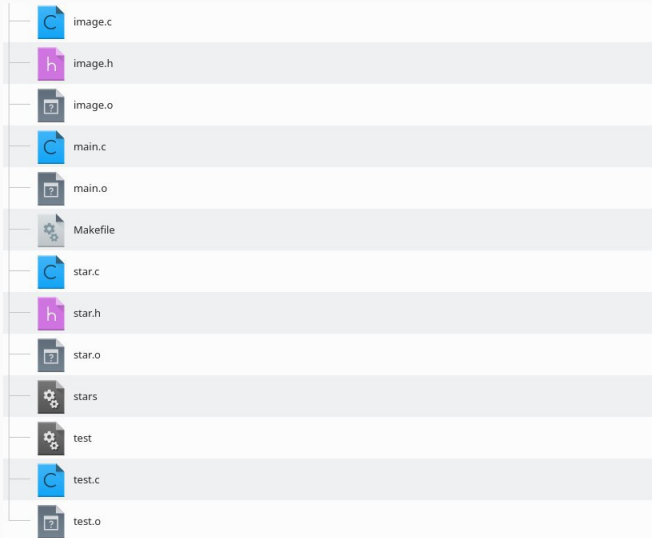 image.c
image.h
image.o
main.c
main.o
Makefile
star.c
star.h
star.o
stars
test
test.c
test.o